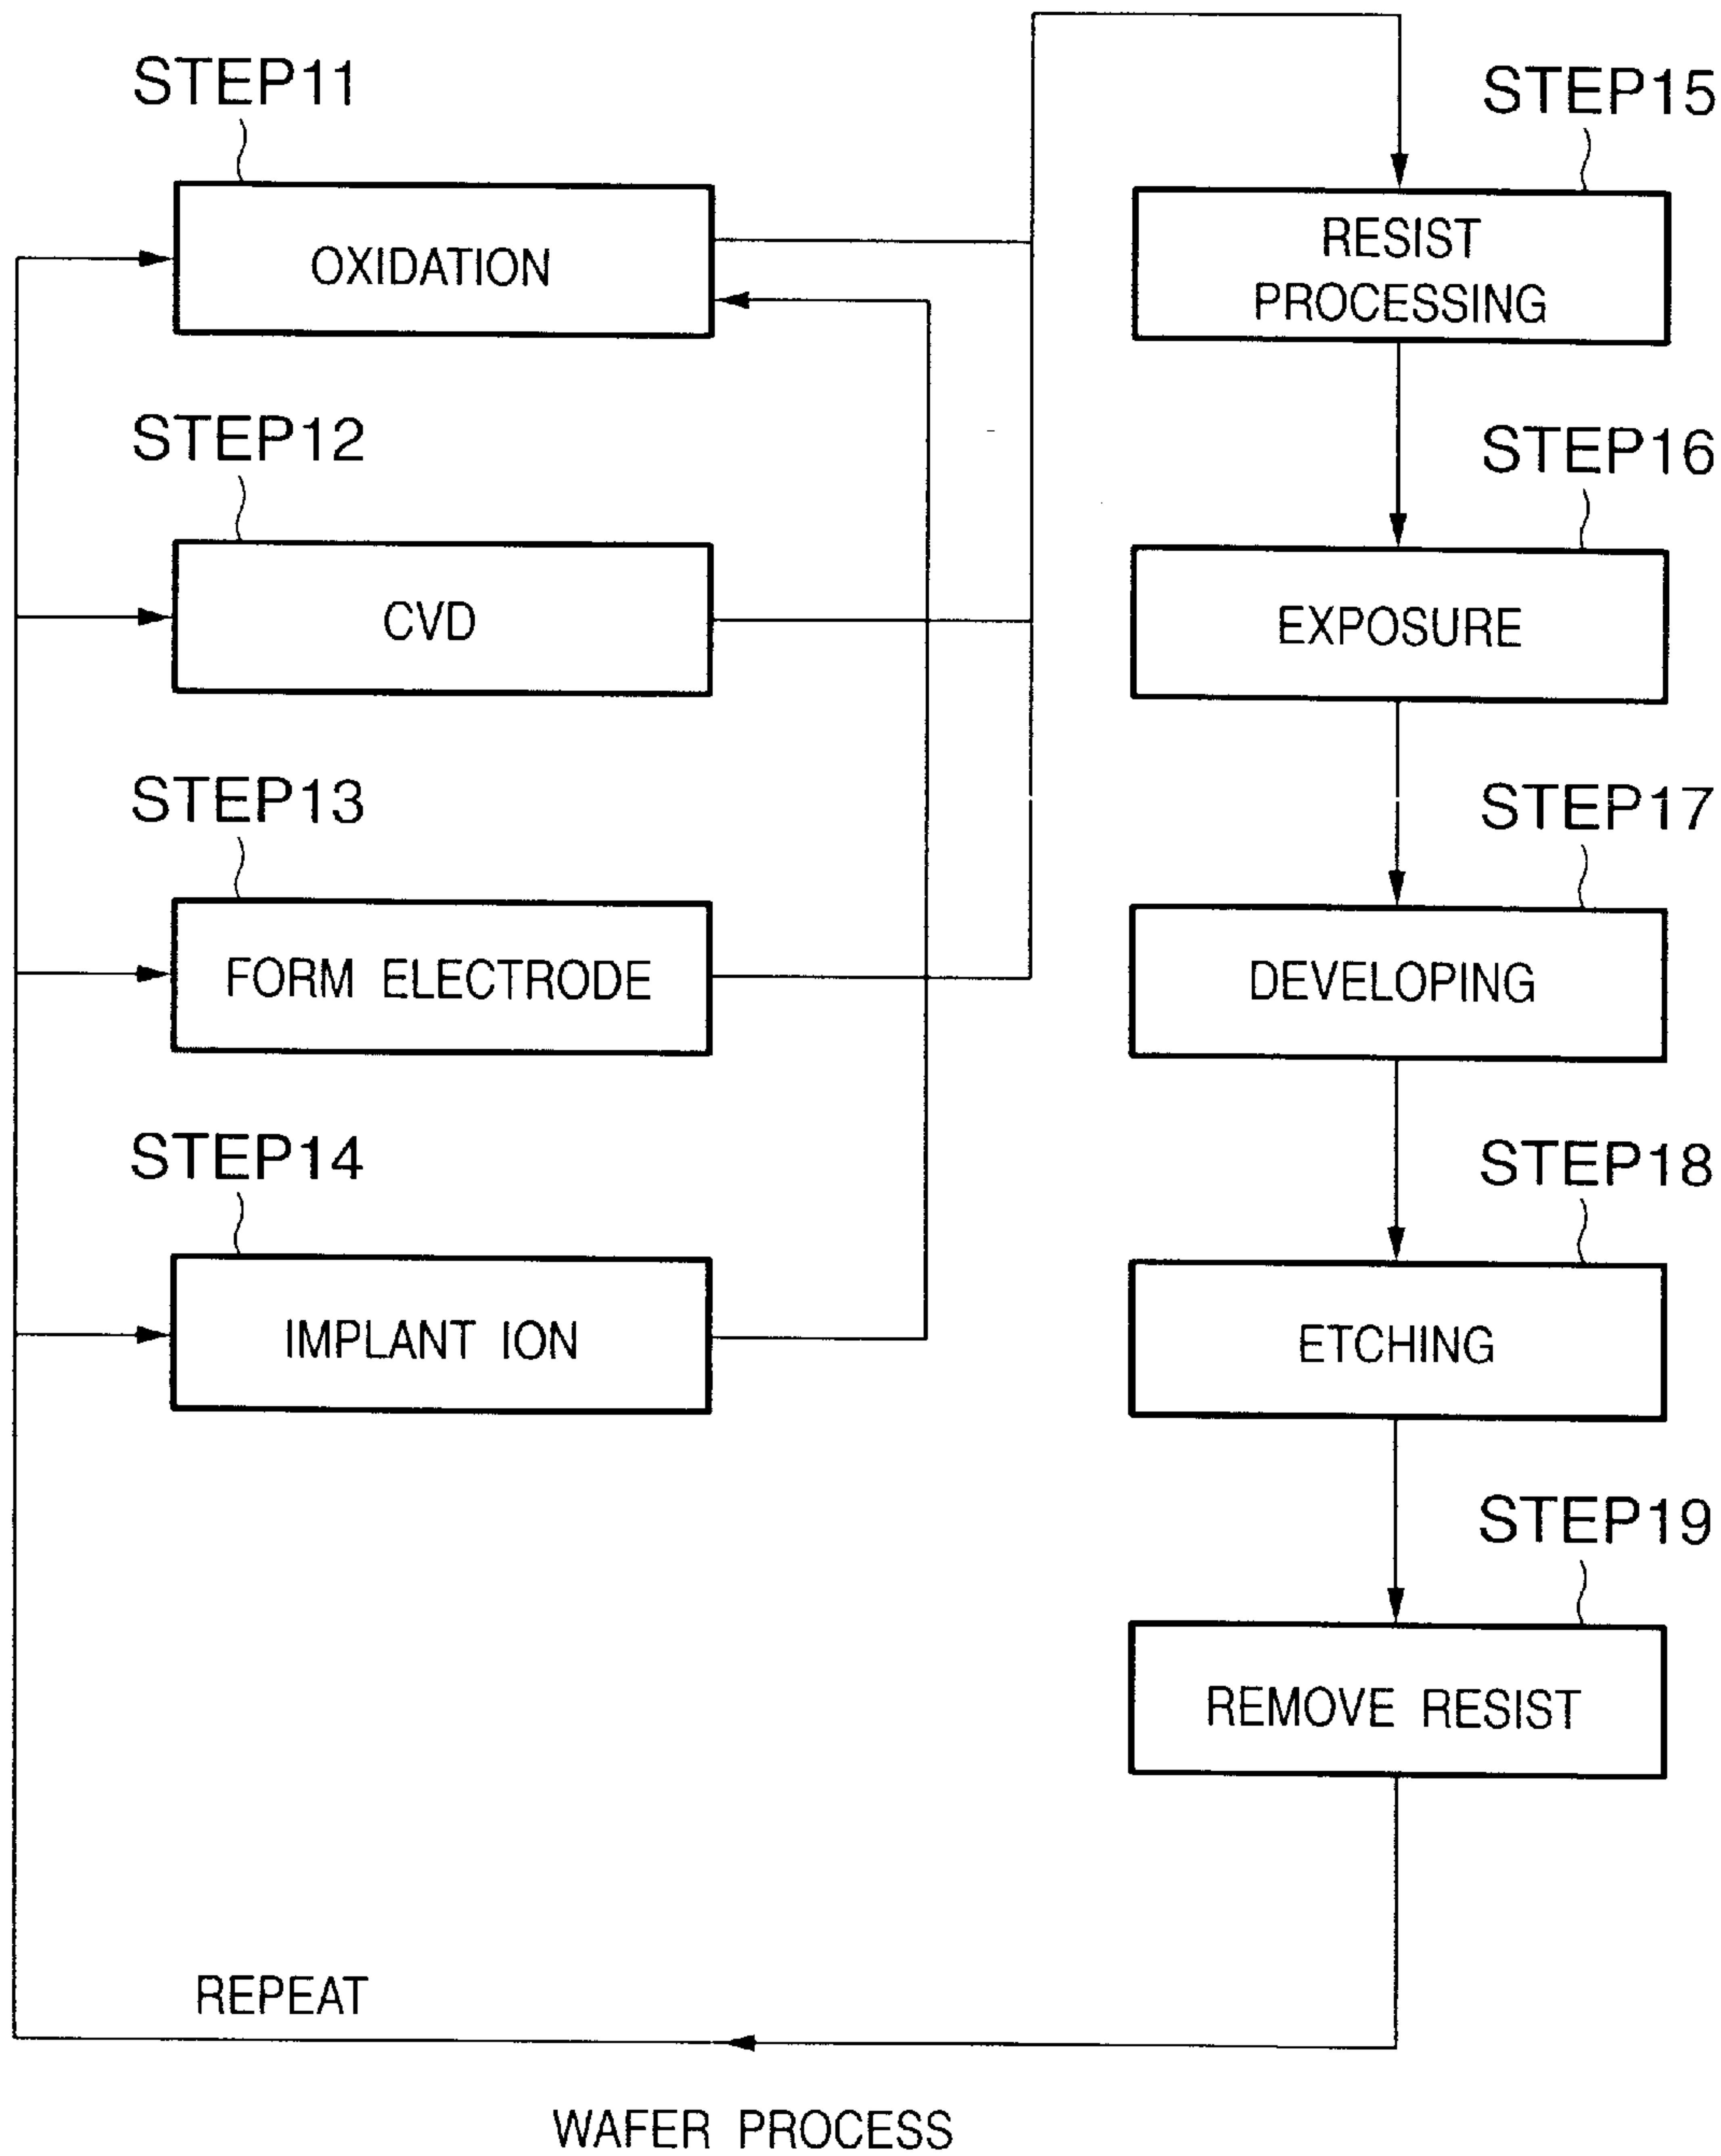 STEP11
OXIDATION
STEP12
CVD
STEP13
FORM ELECTRODE
STEP14
IMPLANT ION
STEP15
RESIST
PROCESSING
STEP16
EXPOSURE
STEP17
DEVELOPING
STEP18
ETCHING
STEP19
REMOVE RESIST
REPEAT
WAFER PROCESS